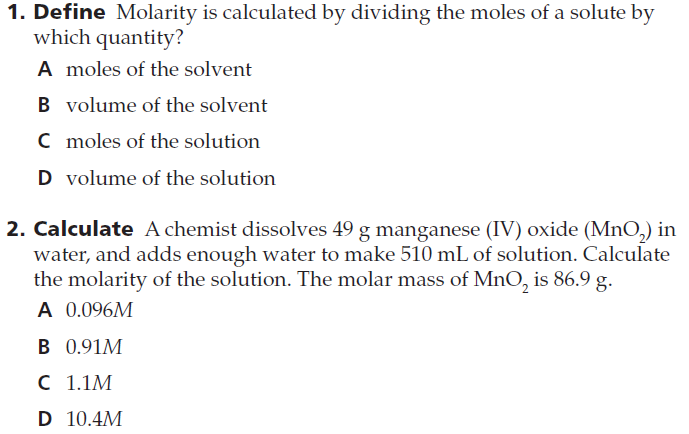 1. Define Molarity is calculated by dividing the moles of a solute by
which quantity?
A moles of the solvent
B volume of the solvent
C moles of the solution
D volume of the solution
2. Calculate A chemist dissolves 49 g manganese (IV) oxide (MnO₂) in
water, and adds enough water to make 510 mL of solution. Calculate
the molarity of the solution. The molar mass of MnO₂ is 86.9 g.
A 0.096M
B 0.91M
C 1.1M
D 10.4M